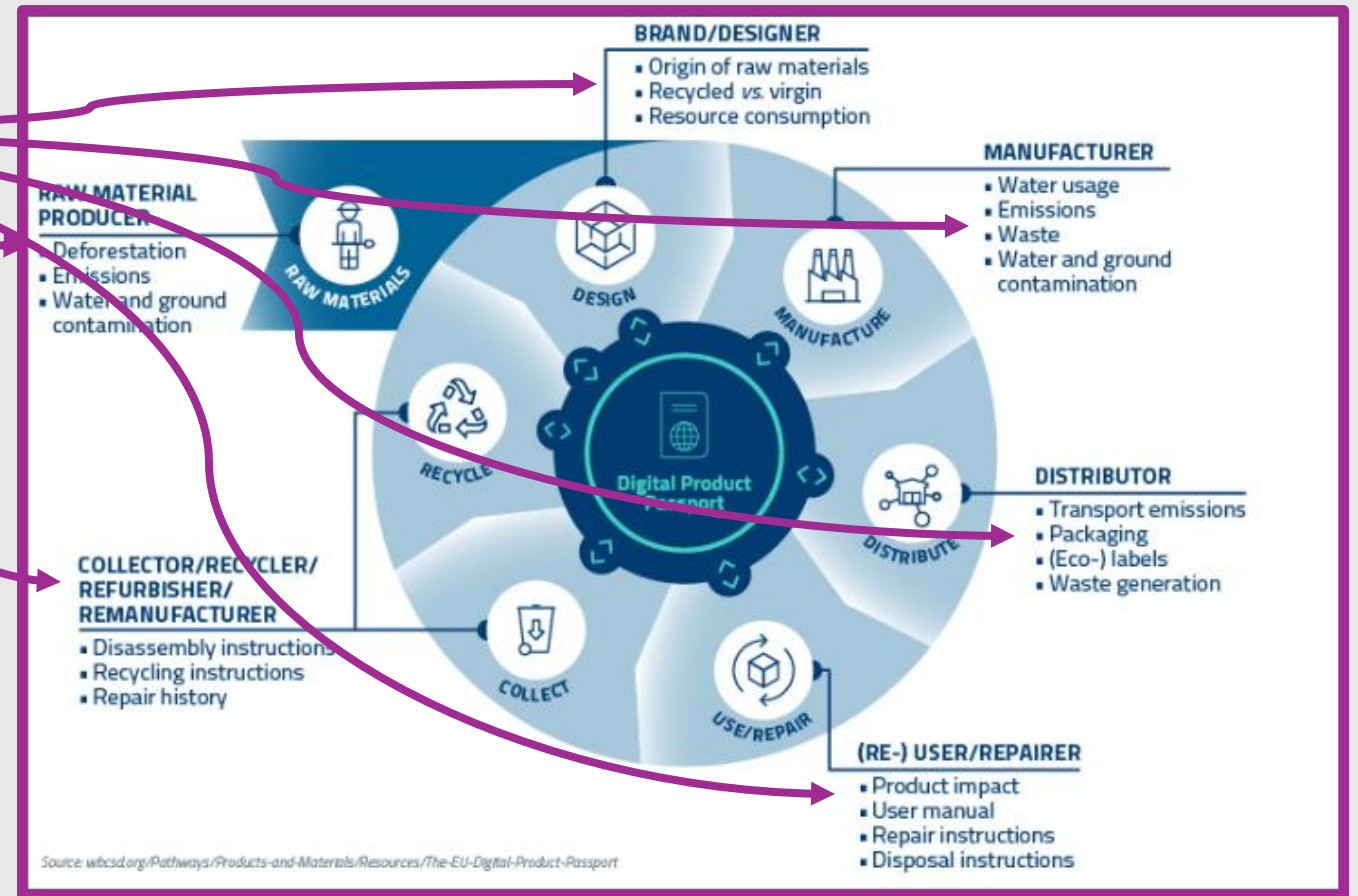 BRAND/DESIGNER
▪ Origin of raw materials
▪ Recycled vs. virgin
▪ Resource consumption
MANUFACTURER
▪ Water usage
▪ Emissions
▪ Waste
▪ Water and ground
contamination
RAW MATERIAL
PRODUCER
▪ Deforestation
▪ Emissions
▪ Water and ground
contamination
RAW MATERIALS
DESIGN
MANUFACTURE
RECYCLE
Digital Product
Passport
DISTRIBUTE
DISTRIBUTOR
▪ Transport emissions
▪ Packaging
▪ (Eco-) labels
▪ Waste generation
COLLECTOR/RECYCLER/
REFURBISHER/
REMANUFACTURER
▪ Disassembly instructions
▪ Recycling instructions
▪ Repair history
COLLECT
USE/REPAIR
(RE-) USER/REPAIRER
▪ Product impact
▪ User manual
▪ Repair instructions
▪ Disposal instructions
Source: wbcsd.org/Pathways/Products-and-Materials/Resources/The-EU-Digital-Product-Passport